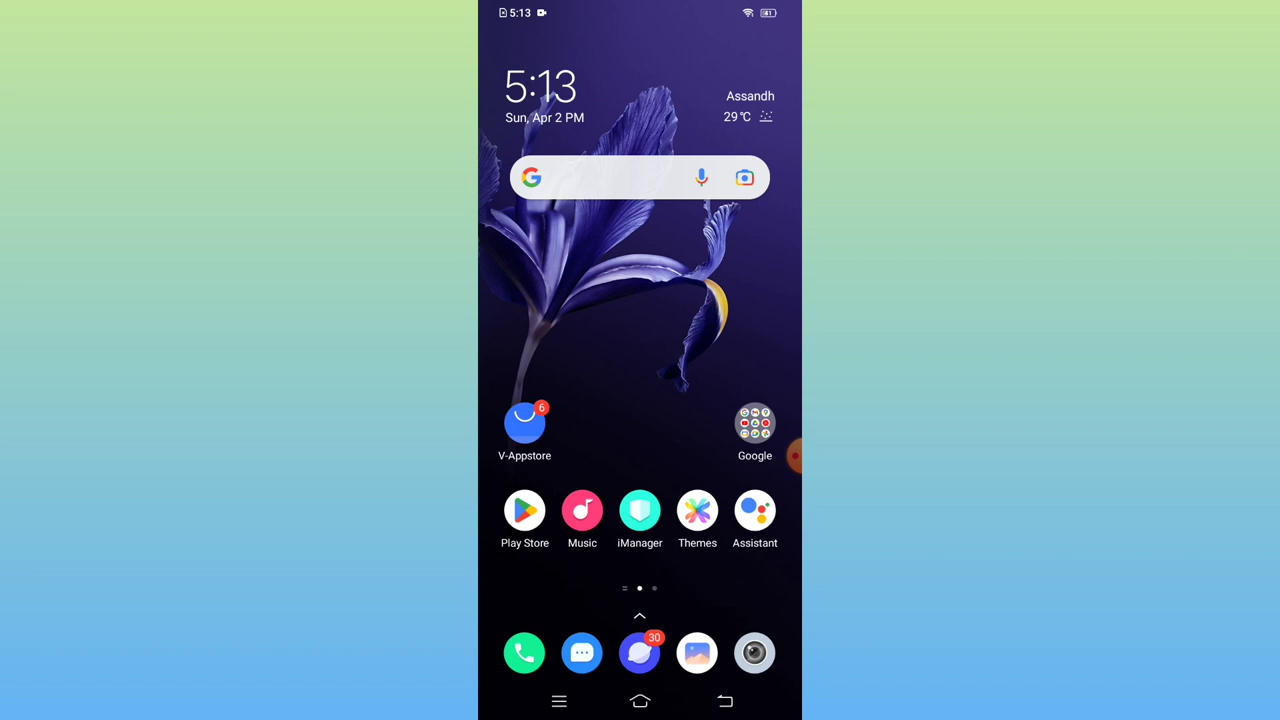 5:13
5:13
Sun, Apr 2 PM
Assandh
29°C
6
V-Appstore
Google
Play Store
Music
iManager
Themes
Assistant
30